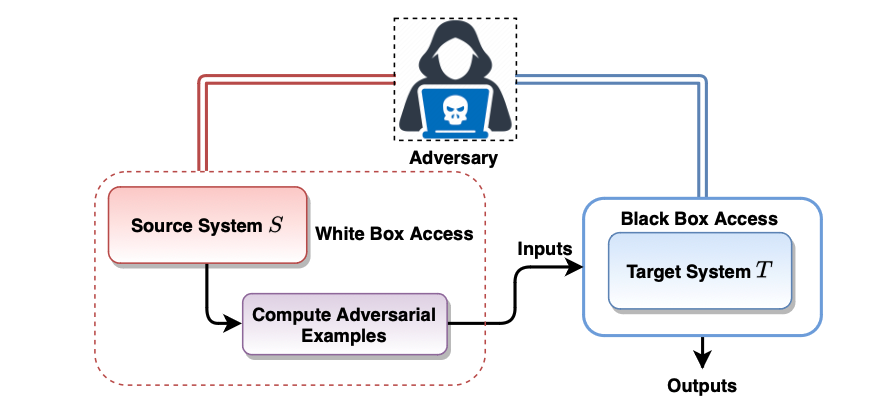 Adversary
Source System S
White Box Access
Compute Adversarial
Examples
Inputs
Black Box Access
Target System T
Outputs